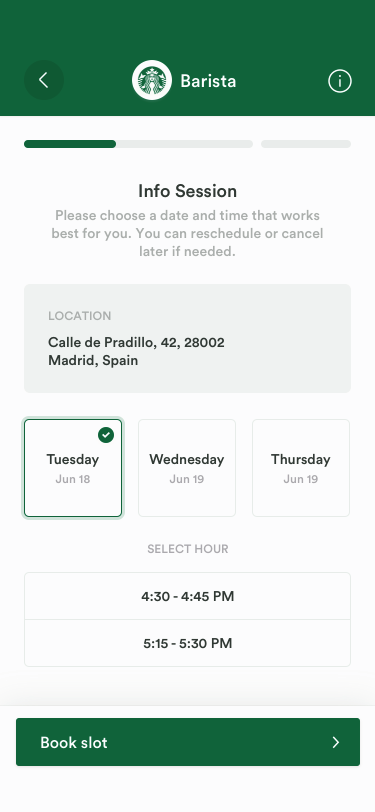 Barista
Info Session
Please choose a date and time that works
best for you. You can reschedule or cancel
later if needed.
LOCATION
Calle de Pradillo, 42, 28002
Madrid, Spain
Tuesday
Jun 18
Wednesday
Jun 19
Thursday
Jun 19
SELECT HOUR
4:30 - 4:45 PM
5:15 - 5:30 PM
Book slot